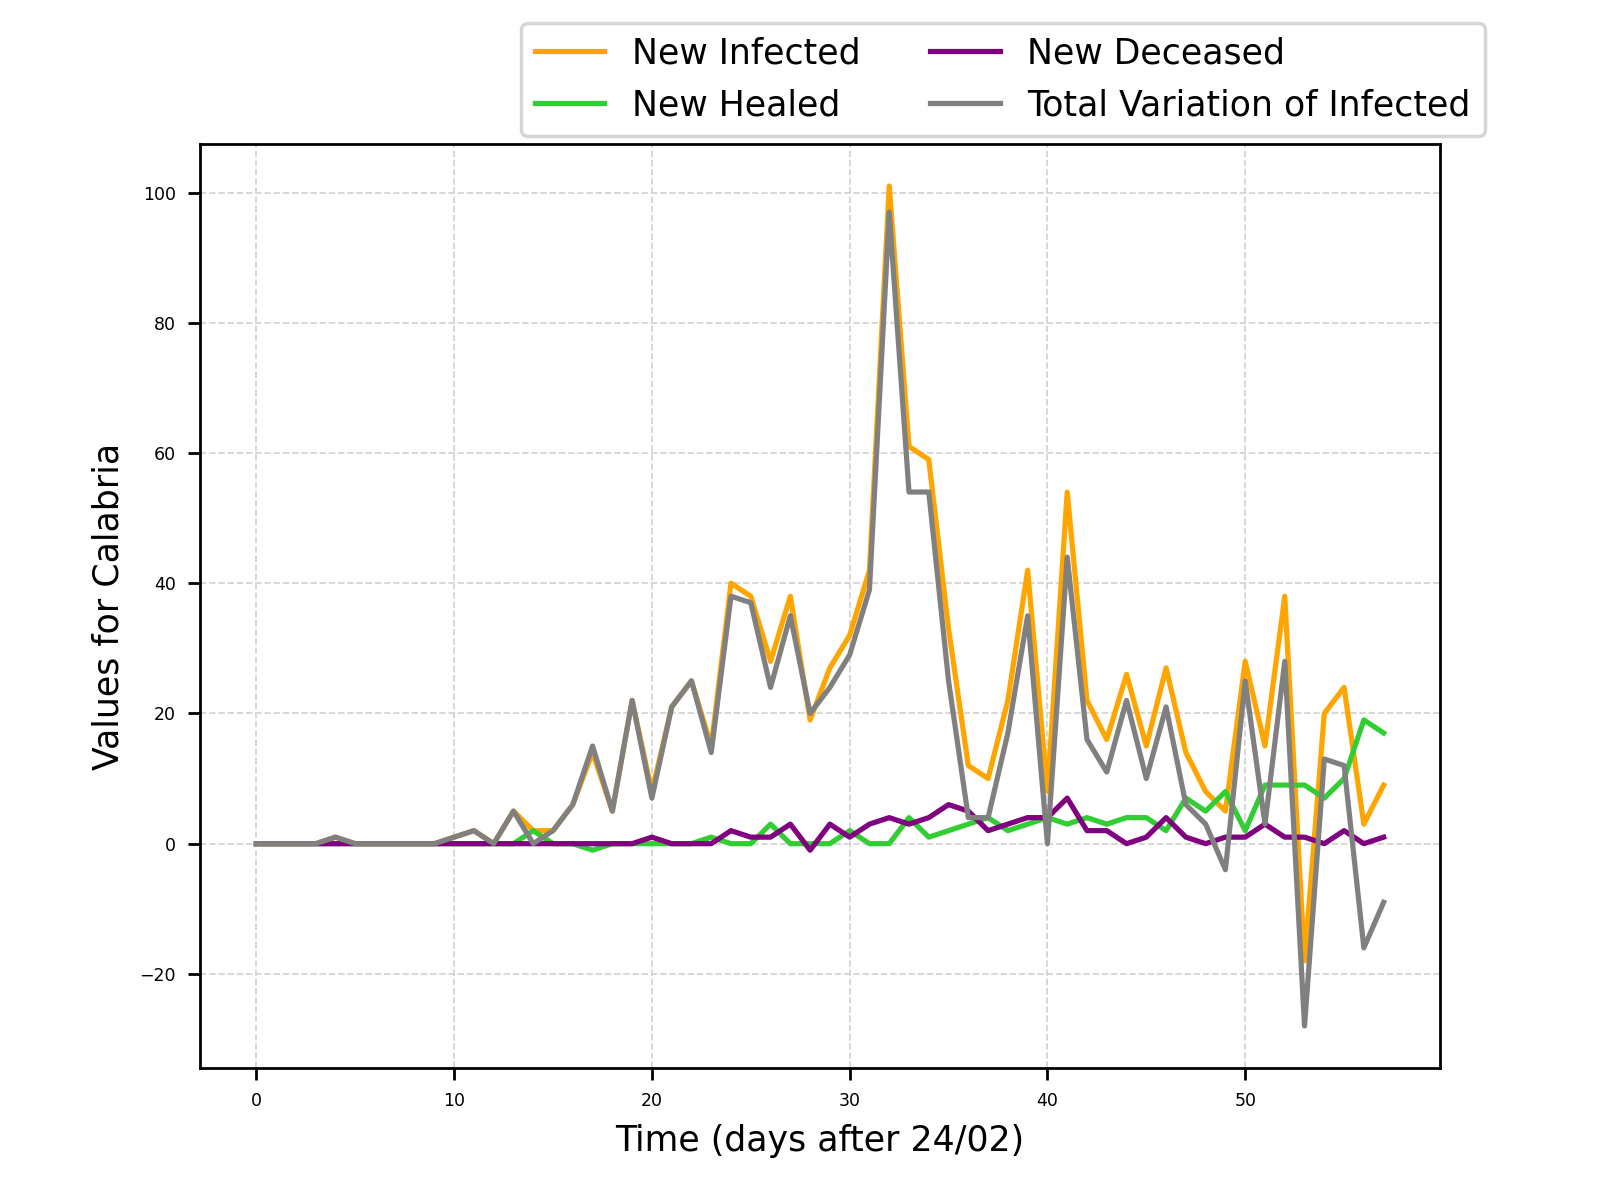 New Infected
New Healed
New Deceased
Total Variation of Infected
Values for Calabria
100
80
60
40
20
0
−20
0 10 20 30 40 50
Time (days after 24/02)